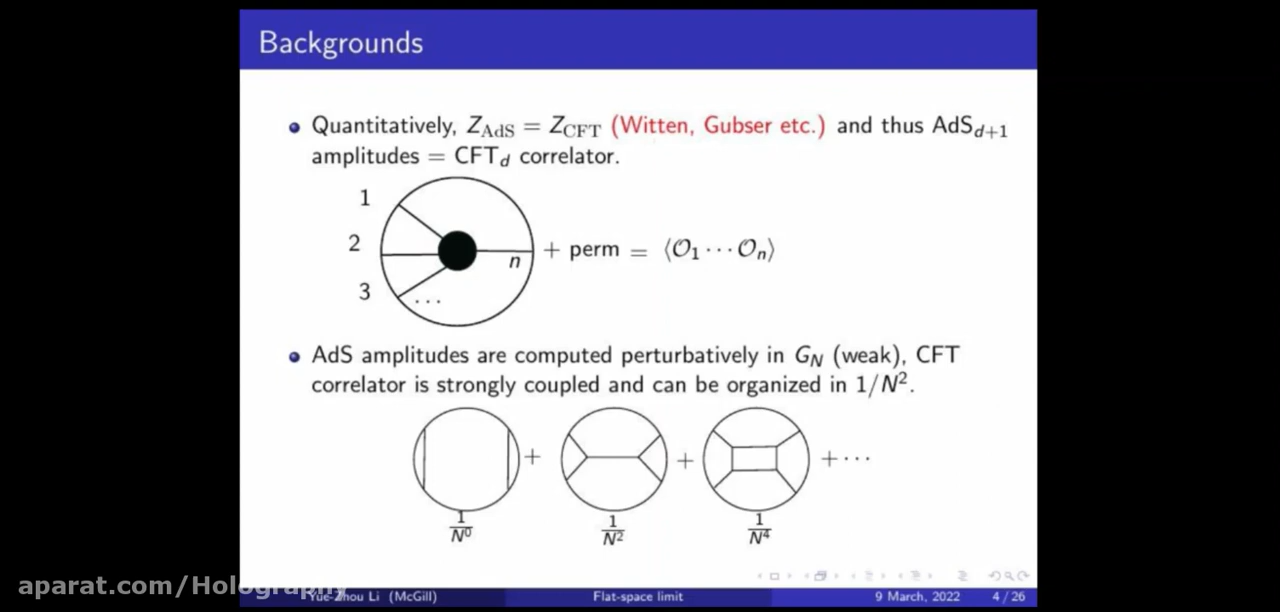 Backgrounds
Quantitatively, Z_AdS = Z_CFT (Witten, Gubser etc.) and thus AdS_{d+1}
amplitudes = CFT_d correlator.
1
2
3
...
n
+ perm = ⟨O_1 ⋯ O_n⟩
AdS amplitudes are computed perturbatively in G_N (weak), CFT
correlator is strongly coupled and can be organized in 1/N^2.
+ + + ⋯
1/N^0 1/N^2 1/N^4
aparat.com/Holography
Yue-Zhou Li (McGill) Flat-space limit 9 March, 2022 4 / 26